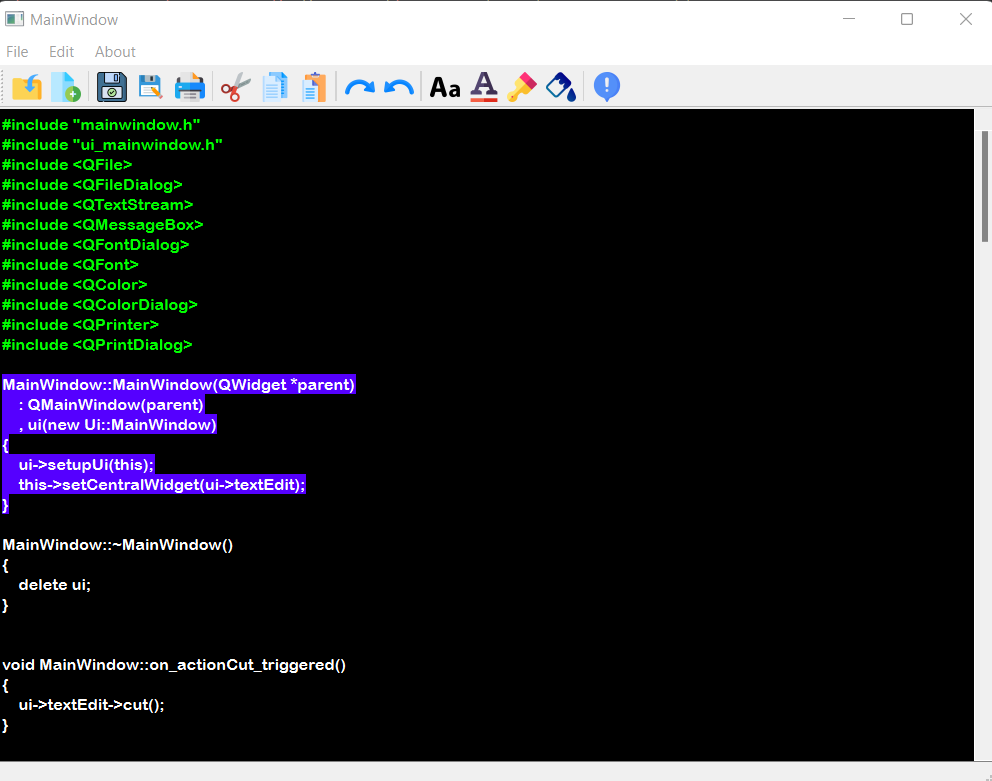 MainWindow
File Edit About
Aa A
#include "mainwindow.h"
#include "ui_mainwindow.h"
#include <QFile>
#include <QFileDialog>
#include <QTextStream>
#include <QMessageBox>
#include <QFontDialog>
#include <QFont>
#include <QColor>
#include <QColorDialog>
#include <QPrinter>
#include <QPrintDialog>
MainWindow::MainWindow(QWidget *parent)
    : QMainWindow(parent)
    , ui(new Ui::MainWindow)
{
    ui->setupUi(this);
    this->setCentralWidget(ui->textEdit);
}
MainWindow::~MainWindow()
{
    delete ui;
}
void MainWindow::on_actionCut_triggered()
{
    ui->textEdit->cut();
}